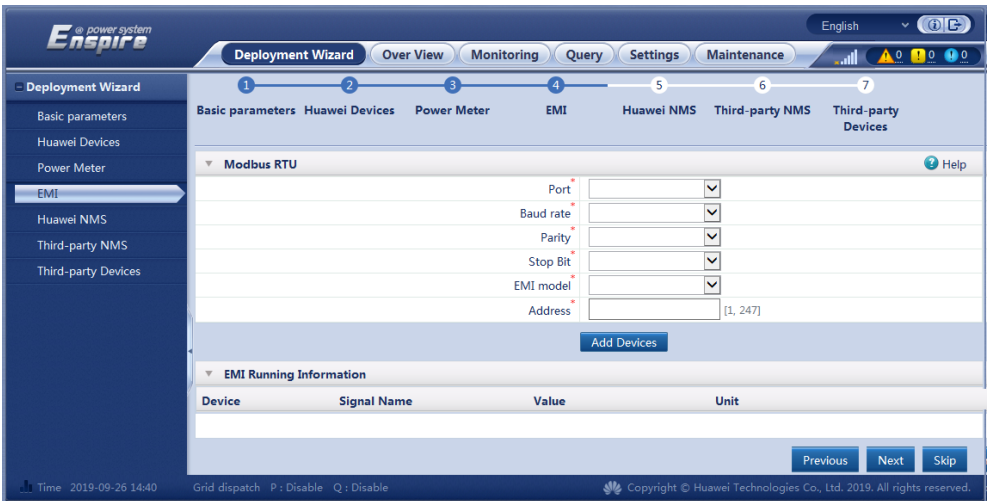 @ power system
Enspire
English
Deployment Wizard Over View Monitoring Query Settings Maintenance
0 0 0
Deployment Wizard
Basic parameters
Huawei Devices
Power Meter
EMI
Huawei NMS
Third-party NMS
Third-party Devices
1 2 3 4 5 6 7
Basic parameters Huawei Devices Power Meter EMI Huawei NMS Third-party NMS Third-party
Devices
Modbus RTU Help
Port *
Baud rate *
Parity *
Stop Bit *
EMI model *
Address * [1, 247]
Add Devices
EMI Running Information
Device Signal Name Value Unit
Previous Next Skip
Time 2019-09-26 14:40 Grid dispatch P : Disable Q : Disable Copyright © Huawei Technologies Co., Ltd. 2019. All rights reserved.